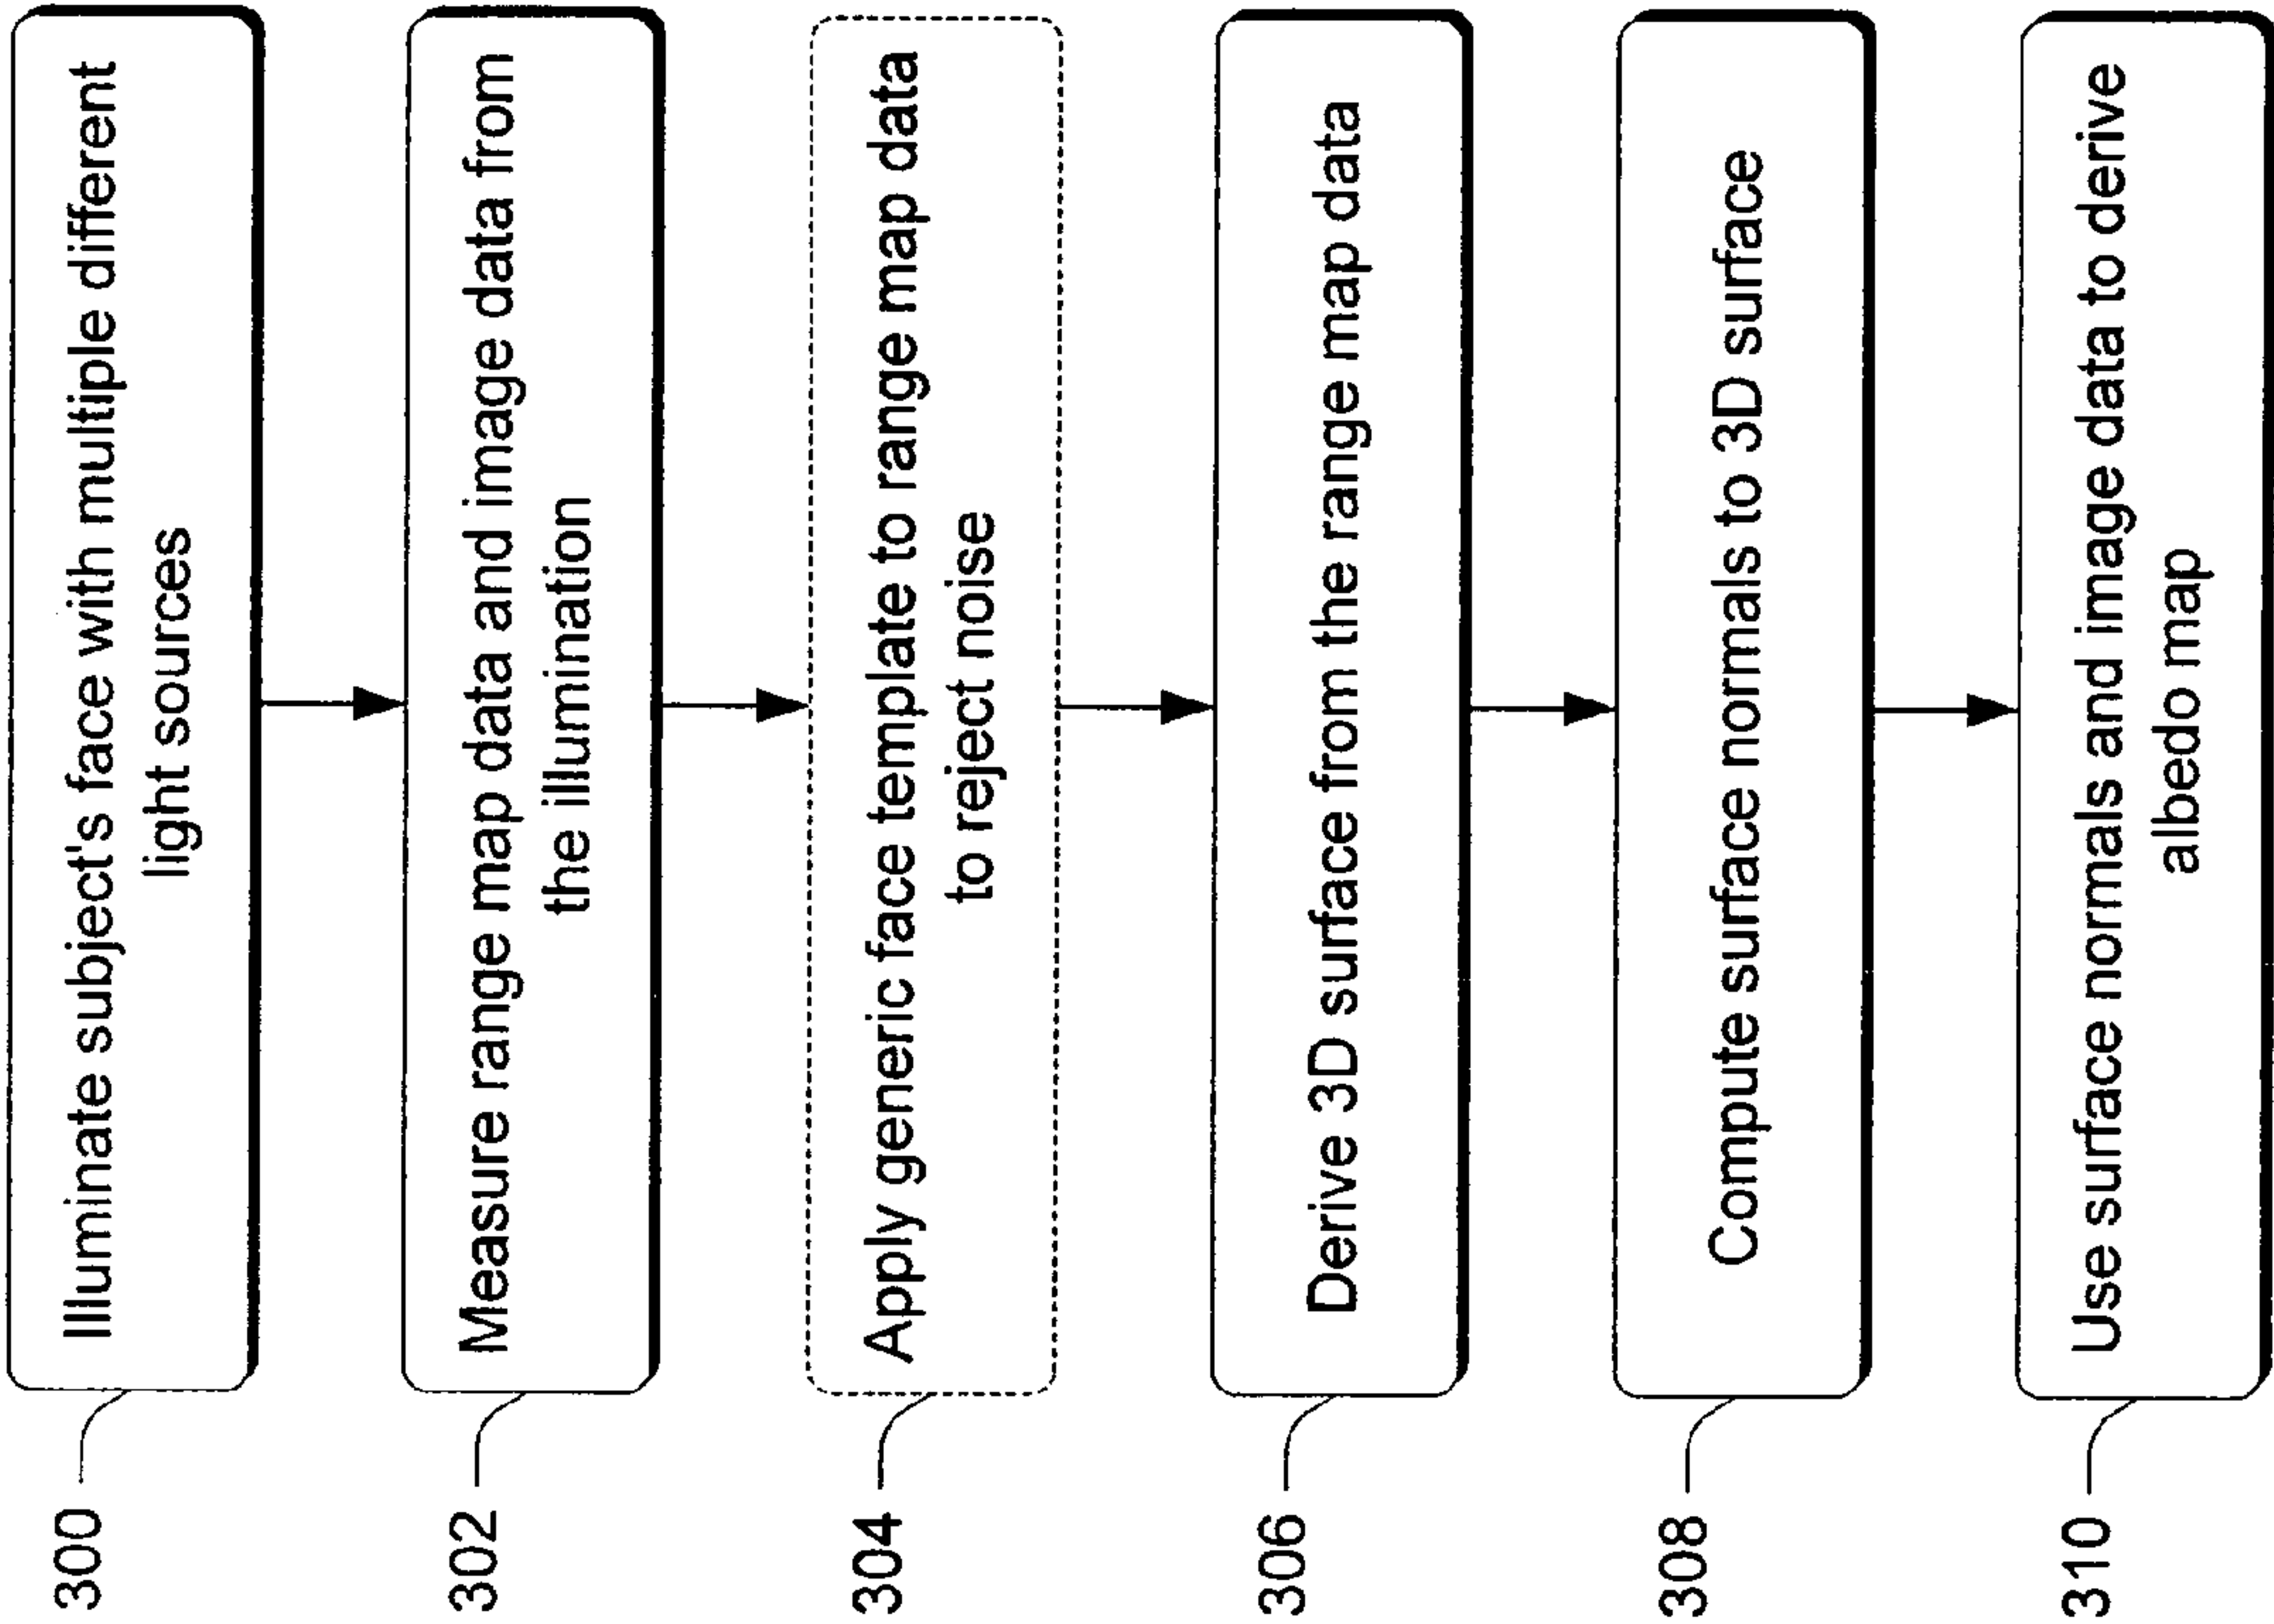 300
Illuminate subject's face with multiple different
light sources
302
Measure range map data and image data from
the illumination
304
Apply generic face template to range map data
to reject noise
306
Derive 3D surface from the range map data
308
Compute surface normals to 3D surface
310
Use surface normals and image data to derive
albedo map